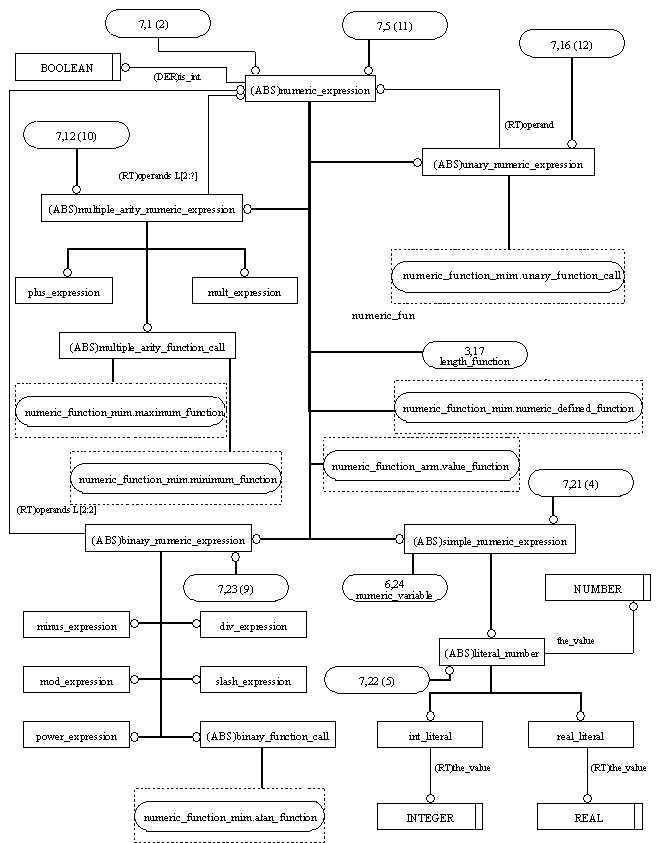 7,1 (2)
7,5 (11)
7,16 (12)
BOOLEAN
(DER)is_int
(ABS)numeric_expression
(RT)operand
7,12 (10)
(RT)operands L[2:?]
(ABS)unary_numeric_expression
(ABS)multiple_arity_numeric_expression
numeric_function_mim.unary_function_call
plus_expression
mult_expression
numeric_fun
(ABS)multiple_arity_function_call
3,17
length_function
numeric_function_mim.maximum_function
numeric_function_mim.numeric_defined_function
numeric_function_arm.value_function
numeric_function_mim.minimum_function
7,21 (4)
(RT)operands L[2:2]
(ABS)binary_numeric_expression
(ABS)simple_numeric_expression
7,23 (9)
6,24
numeric_variable
NUMBER
minus_expression
div_expression
the_value
(ABS)literal_number
mod_expression
slash_expression
7,22 (5)
power_expression
(ABS)binary_function_call
int_literal
real_literal
(RT)the_value
(RT)the_value
numeric_function_mim.atan_function
INTEGER
REAL